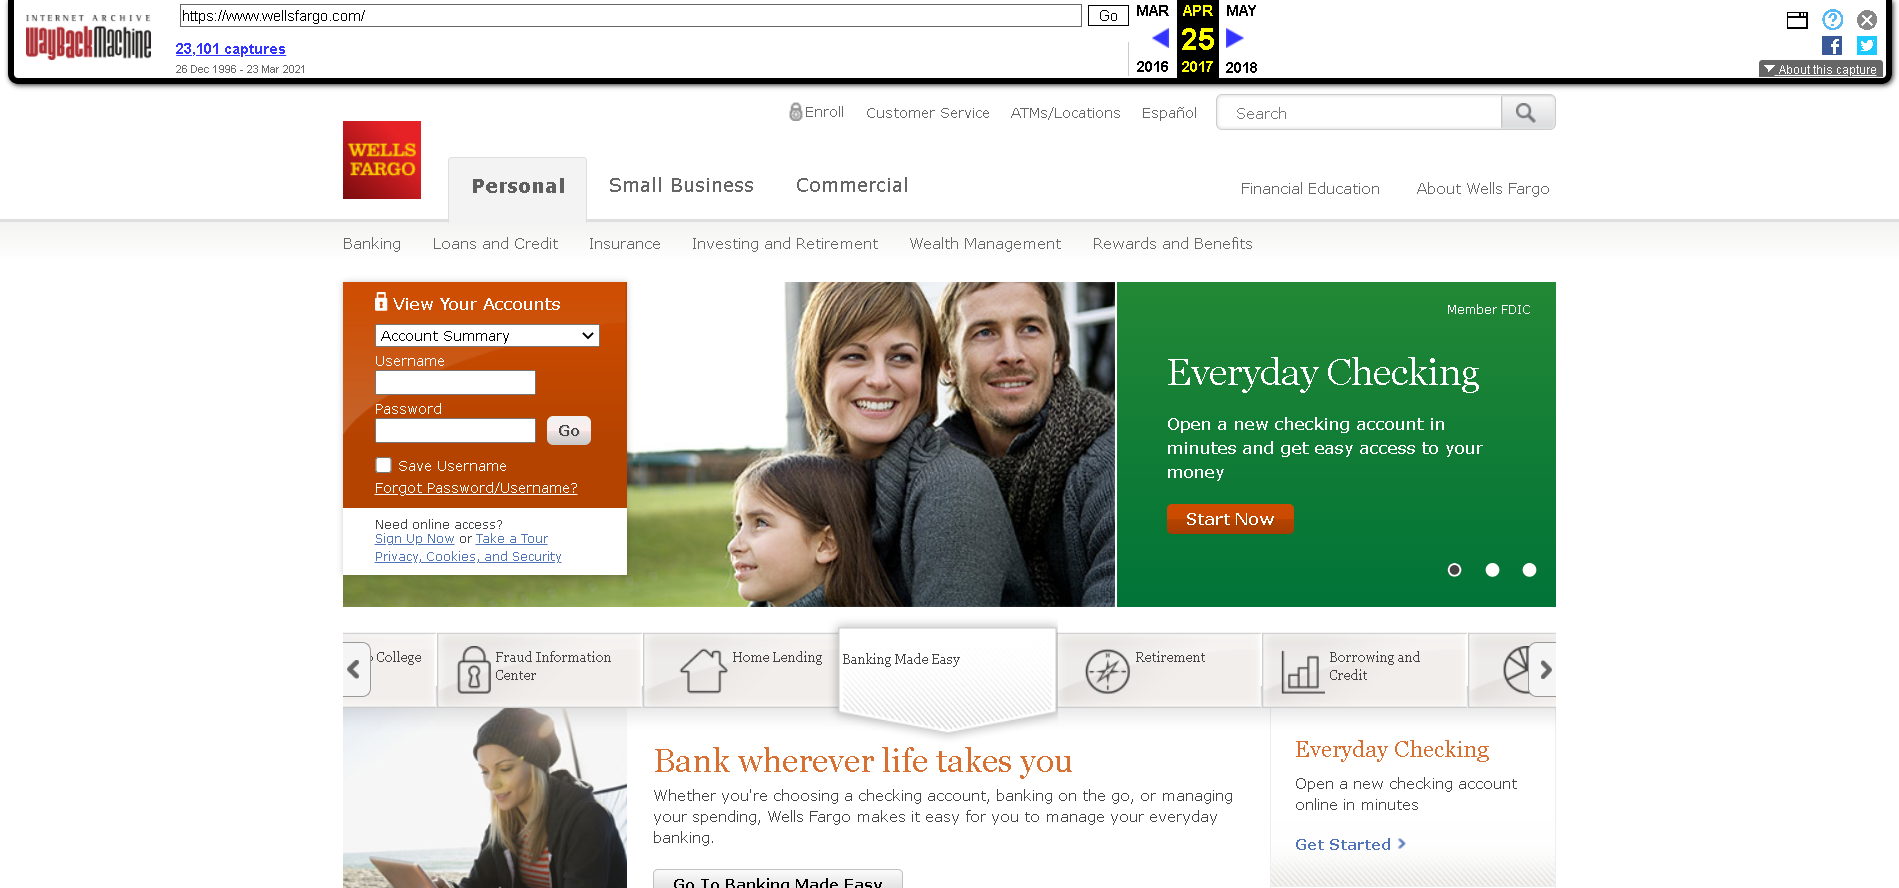 INTERNET ARCHIVE
WayBackMachine
https://www.wellsfargo.com/
Go
MAR APR MAY
25
2016 2017 2018
23,101 captures
26 Dec 1996 - 23 Mar 2021
About this capture
Enroll Customer Service ATMs/Locations Español Search
WELLS
FARGO
Personal Small Business Commercial
Financial Education About Wells Fargo
Banking Loans and Credit Insurance Investing and Retirement Wealth Management Rewards and Benefits
View Your Accounts
Account Summary
Username
Password
Go
Save Username
Forgot Password/Username?
Need online access?
Sign Up Now or Take a Tour
Privacy, Cookies, and Security
Member FDIC
Everyday Checking
Open a new checking account in
minutes and get easy access to your
money
Start Now
College
Fraud Information
Center
Home Lending
Banking Made Easy
Retirement
Borrowing and
Credit
Bank wherever life takes you
Whether you're choosing a checking account, banking on the go, or managing
your spending, Wells Fargo makes it easy for you to manage your everyday
banking.
Go To Banking Made Easy
Everyday Checking
Open a new checking account
online in minutes
Get Started